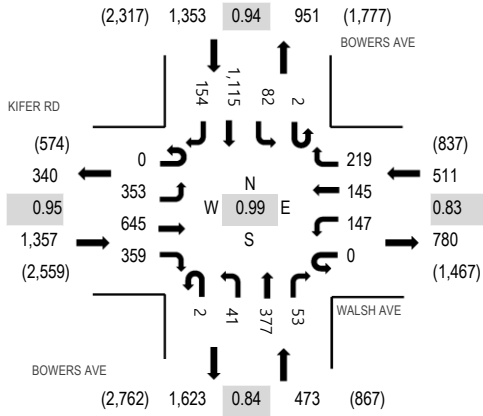 (2,317) 1,353 0.94 951 (1,777)
BOWERS AVE
154 1,115 82 2
KIFER RD
(574) (837)
340 0 219 511
353 145
0.95 N 0.83
W 0.99 E
645 147
S
1,357 359 0 780
(2,559) (1,467)
2 41 377 53
WALSH AVE
BOWERS AVE
(2,762) 1,623 0.84 473 (867)